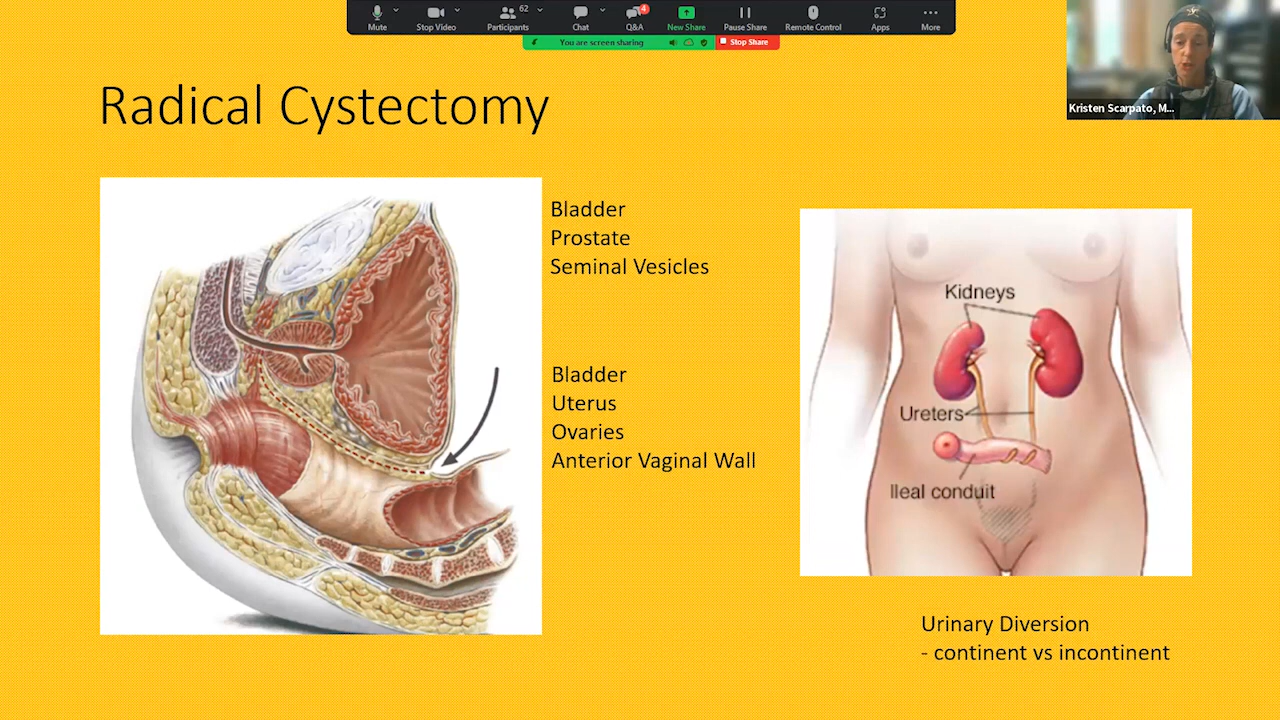 62
4
Mute
Stop Video
Participants
Chat
Q&A
New Share
Pause Share
Remote Control
Apps
More
You are screen sharing
Stop Share
Kristen Scarpato, M...
Radical Cystectomy
Bladder
Prostate
Seminal Vesicles
Bladder
Uterus
Ovaries
Anterior Vaginal Wall
Kidneys
Ureters
Ileal conduit
Urinary Diversion
- continent vs incontinent